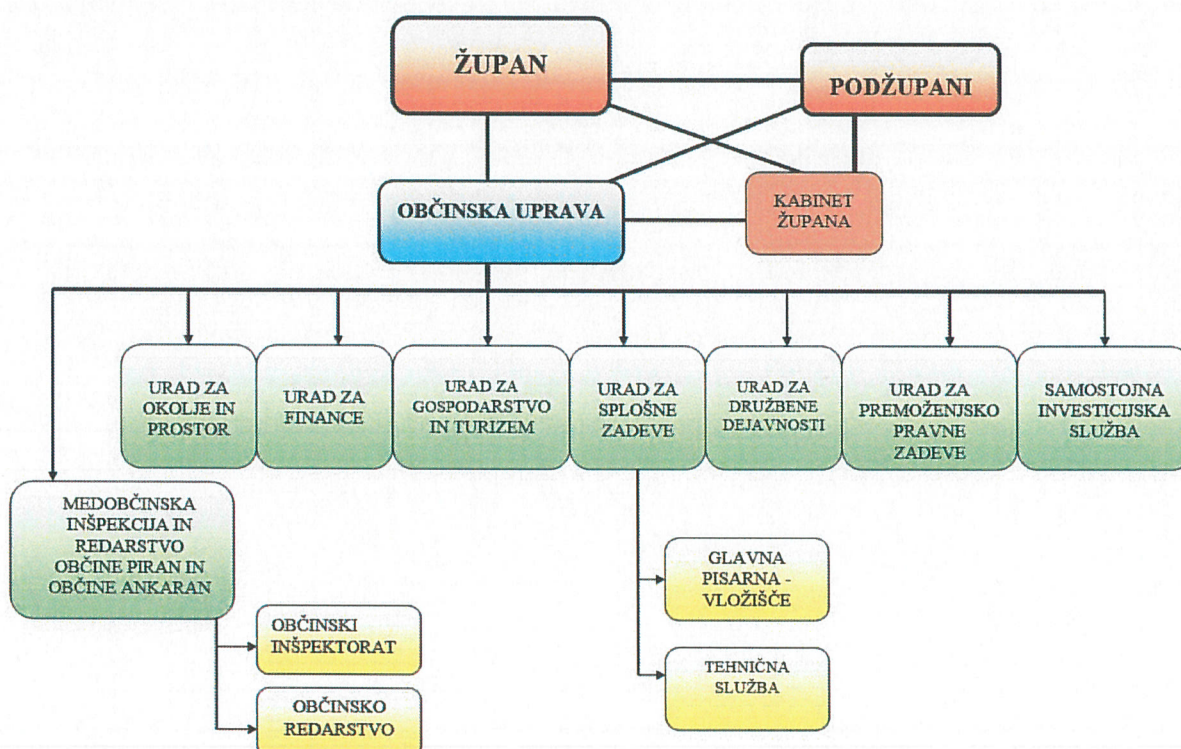 ŽUPAN
PODŽUPANI
OBČINSKA UPRAVA
KABINET
ŽUPANA
URAD ZA
OKOLJE IN
PROSTOR
URAD ZA
FINANCE
URAD ZA
GOSPODARSTVO
IN TURIZEM
URAD ZA
SPLOŠNE
ZADEVE
URAD ZA
DRUŽBENE
DEJAVNOSTI
URAD ZA
PREMOŽENJSKO
PRAVNE
ZADEVE
SAMOSTOJNA
INVESTICIJSKA
SLUŽBA
MEDOBČINSKA
INŠPEKCIJA IN
REDARSTVO
OBČINE PIRAN IN
OBČINE ANKARAN
OBČINSKI
INŠPEKTORAT
OBČINSKO
REDARSTVO
GLAVNA
PISARNA -
VLOŽIŠČE
TEHNIČNA
SLUŽBA